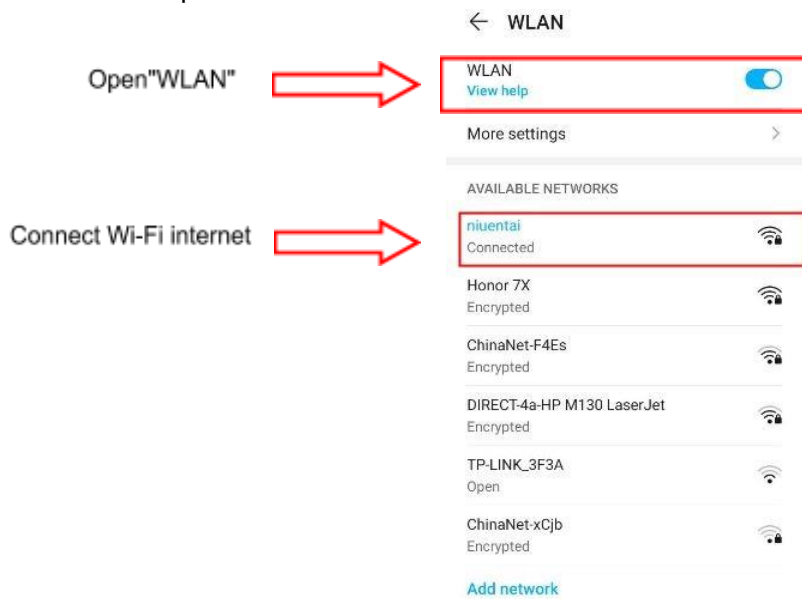 WLAN
Open"WLAN"
WLAN
View help
More settings
AVAILABLE NETWORKS
Connect Wi-Fi internet
niuentai
Connected
Honor 7X
Encrypted
ChinaNet-F4Es
Encrypted
DIRECT-4a-HP M130 LaserJet
Encrypted
TP-LINK_3F3A
Open
ChinaNet-xCjb
Encrypted
Add network